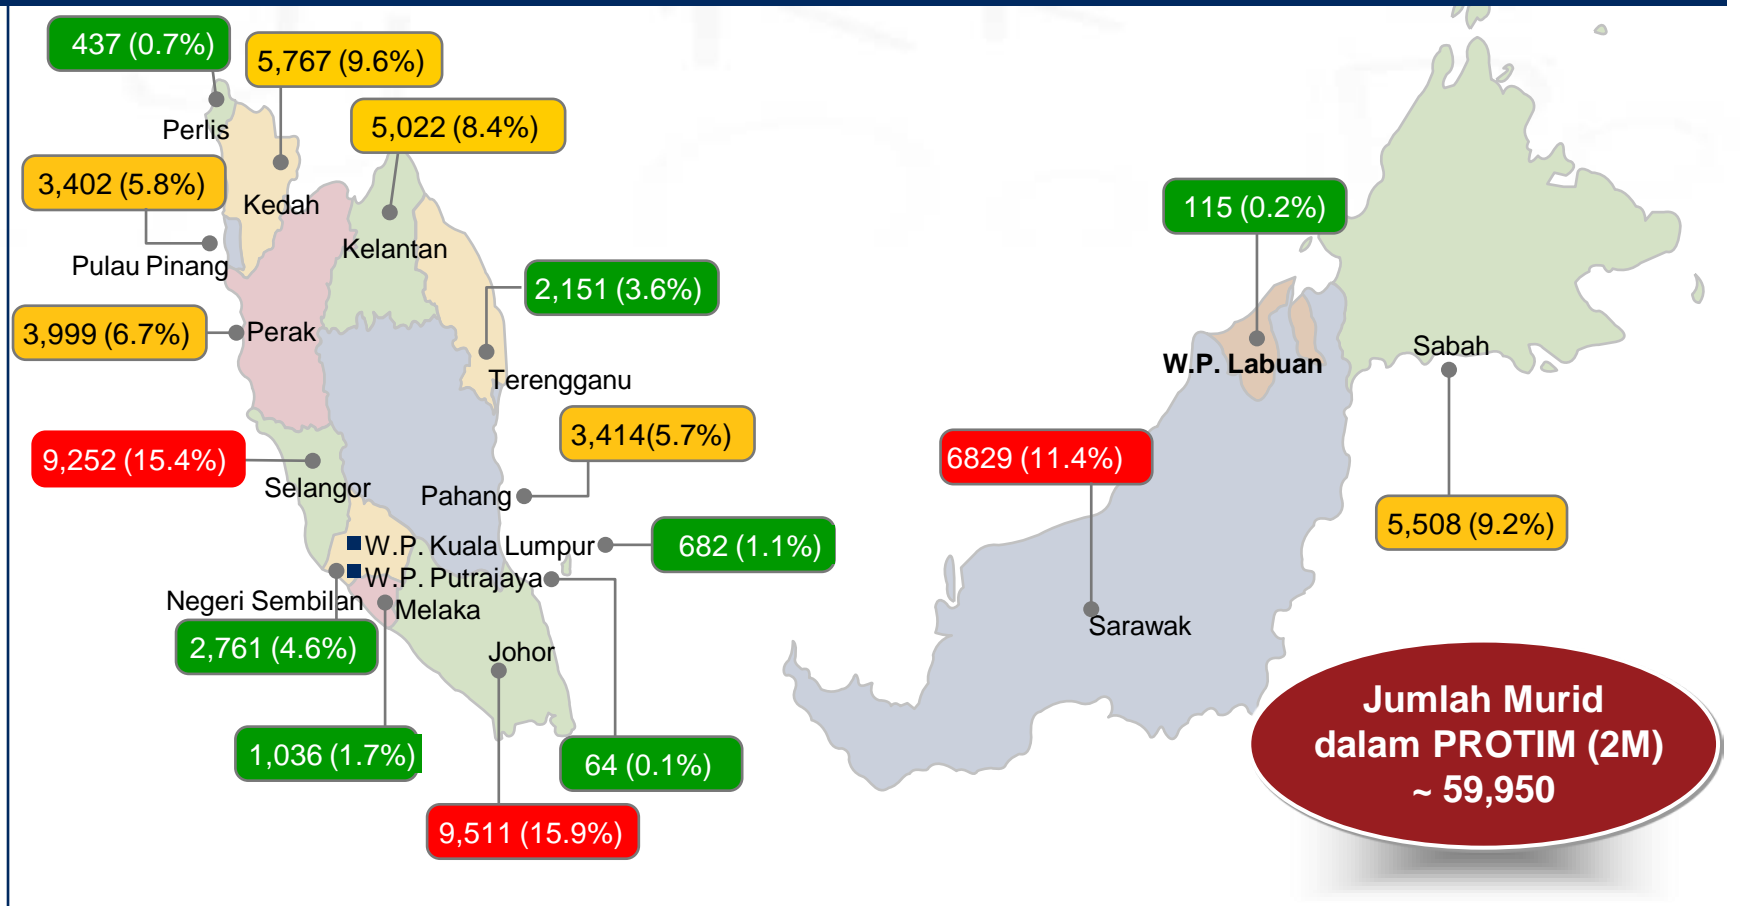 437 (0.7%)
5,767 (9.6%)
5,022 (8.4%)
Perlis
3,402 (5.8%)
Kedah
Kelantan
Pulau Pinang
2,151 (3.6%)
3,999 (6.7%)
Perak
Terengganu
3,414(5.7%)
9,252 (15.4%)
Selangor
Pahang
W.P. Kuala Lumpur
682 (1.1%)
W.P. Putrajaya
Negeri Sembilan
Melaka
2,761 (4.6%)
Johor
1,036 (1.7%)
64 (0.1%)
9,511 (15.9%)
115 (0.2%)
W.P. Labuan
Sabah
6829 (11.4%)
5,508 (9.2%)
Sarawak
Jumlah Murid
dalam PROTIM (2M)
~ 59,950